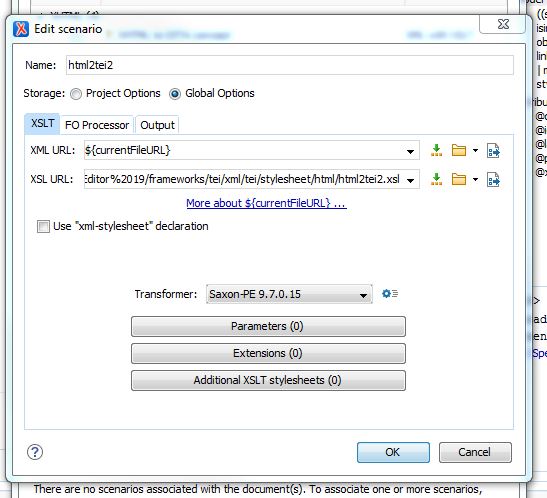 Edit scenario
Name: html2tei2
Storage: Project Options Global Options
XSLT FO Processor Output
XML URL: ${currentFileURL}
XSL URL: Editor%2019/frameworks/tei/xml/tei/stylesheet/html/html2tei2.xsl
More about ${currentFileURL} ...
Use "xml-stylesheet" declaration
Transformer: Saxon-PE 9.7.0.15
Parameters (0)
Extensions (0)
Additional XSLT stylesheets (0)
? OK Cancel
There are no scenarios associated with the document(s). To associate one or more scenarios,